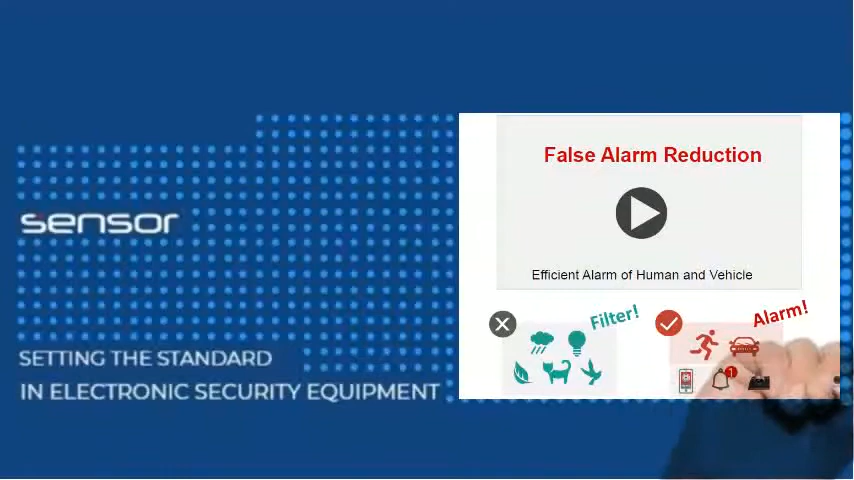 sensor
SETTING THE STANDARD
IN ELECTRONIC SECURITY EQUIPMENT
False Alarm Reduction
Efficient Alarm of Human and Vehicle
Filter!
Alarm!
1